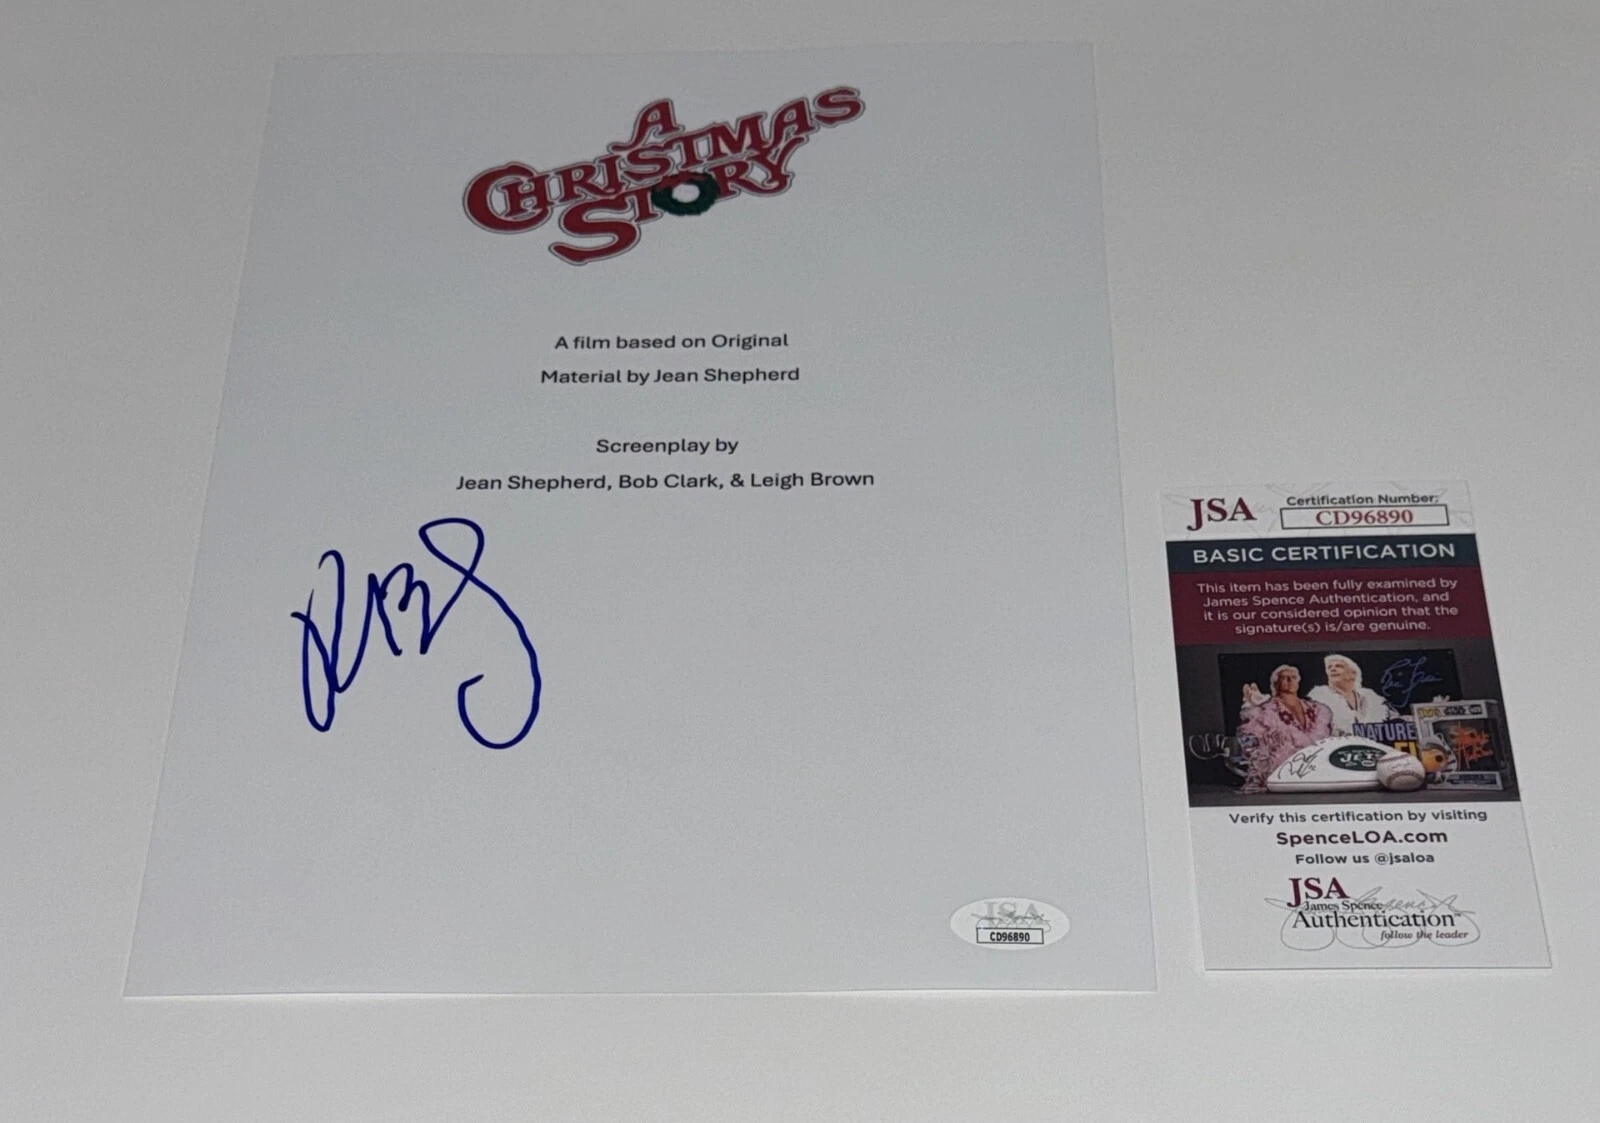 A
CHRISTMAS
STORY
A film based on Original
Material by Jean Shepherd
Screenplay by
Jean Shepherd, Bob Clark, & Leigh Brown
JSA
CD96890
JSA
Certification Number:
CD96890
BASIC CERTIFICATION
This item has been fully examined by
James Spence Authentication, and
it is our considered opinion that the
signature(s) is/are genuine.
NATURE
JETS
Verify this certification by visiting
SpenceLOA.com
Follow us @jsaloa
JSA
James Spence
Authentication™
follow the leader